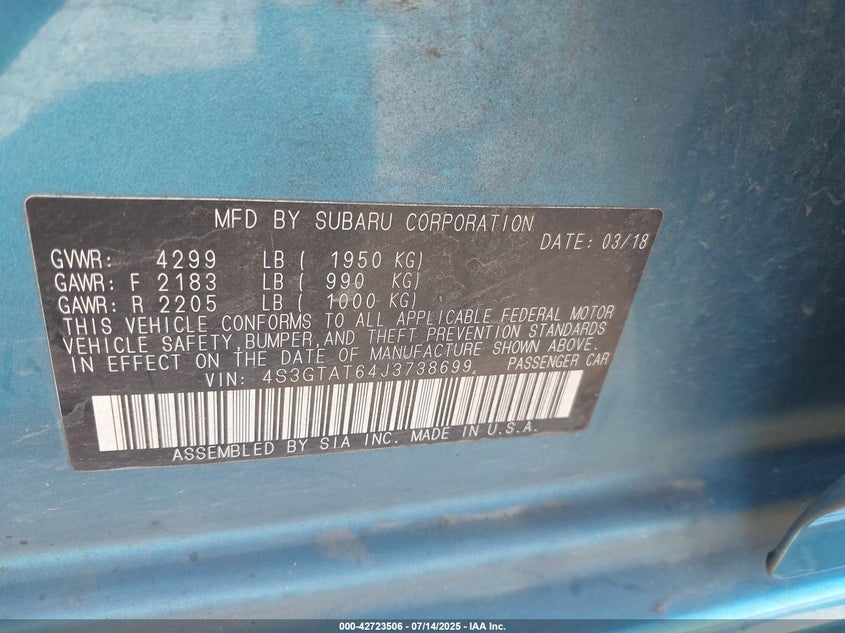 MFD BY SUBARU CORPORATION
DATE: 03/18
GVWR: 4299 LB ( 1950 KG)
GAWR: F 2183 LB ( 990 KG)
GAWR: R 2205 LB ( 1000 KG)
THIS VEHICLE CONFORMS TO ALL APPLICABLE FEDERAL MOTOR
VEHICLE SAFETY,BUMPER,AND THEFT PREVENTION STANDARDS
IN EFFECT ON THE DATE OF MANUFACTURE SHOWN ABOVE.
VIN: 4S3GTAT64J3738699. PASSENGER CAR
ASSEMBLED BY SIA INC. MADE IN U.S.A.
000-42723506 - 07/14/2025 - IAA Inc.